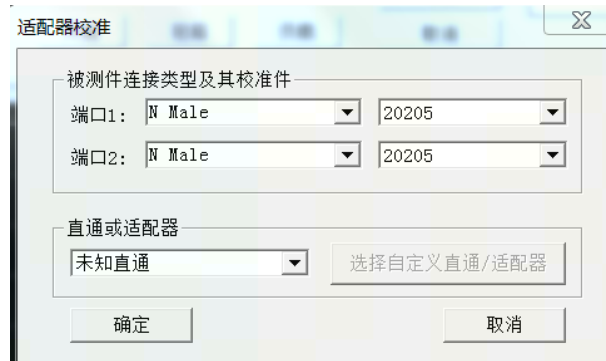 适配器校准
被测件连接类型及其校准件
端口1: N Male 20205
端口2: N Male 20205
直通或适配器
未知直通 选择自定义直通/适配器
确定 取消